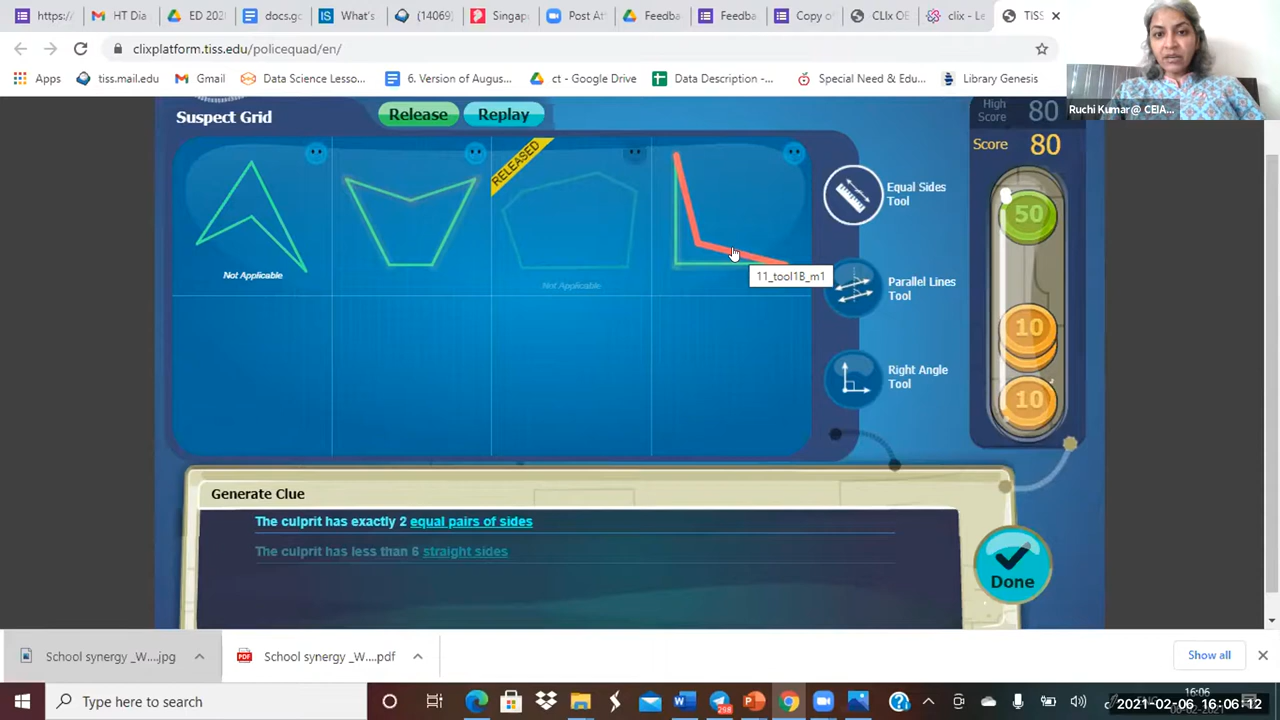 https://
HT Dia
ED 202
docs.go
What's
(14069
Singap
Post At
Feedba
Feedba
Copy o
CLIx OE
clix - Le
TISS
clixplatform.tiss.edu/policequad/en/
Apps
tiss.mail.edu
Gmail
Data Science Lesso...
6. Version of Augus...
ct - Google Drive
Data Description -...
Special Need & Edu...
Library Genesis
Ruchi Kumar@ CEIA...
Suspect Grid
Release
Replay
High
Score
80
Score 80
RELEASED
Not Applicable
Not Applicable
11_tool1B_m1
Equal Sides
Tool
Parallel Lines
Tool
Right Angle
Tool
50
10
10
Generate Clue
The culprit has exactly 2 equal pairs of sides
The culprit has less than 6 straight sides
Done
School synergy _W....jpg
School synergy _W....pdf
Show all
Type here to search
298
16:06
2021-02-06 16:06:12